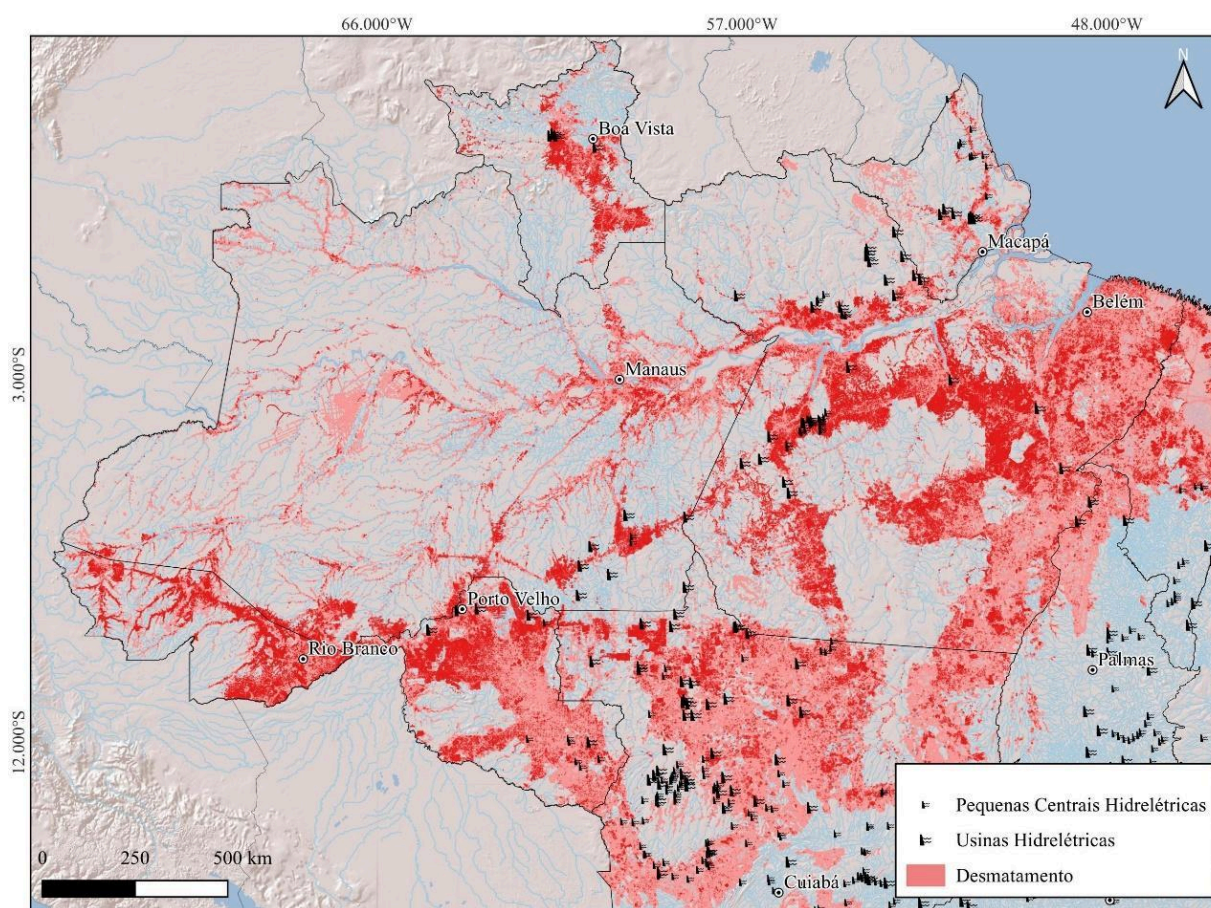 66.000°W 57.000°W 48.000°W
N
Boa Vista
Macapá
Belém
3.000°S
Manaus
Porto Velho
Rio Branco
Palmas
12.000°S
Pequenas Centrais Hidrelétricas
Usinas Hidrelétricas
Desmatamento
0 250 500 km
Cuiabá